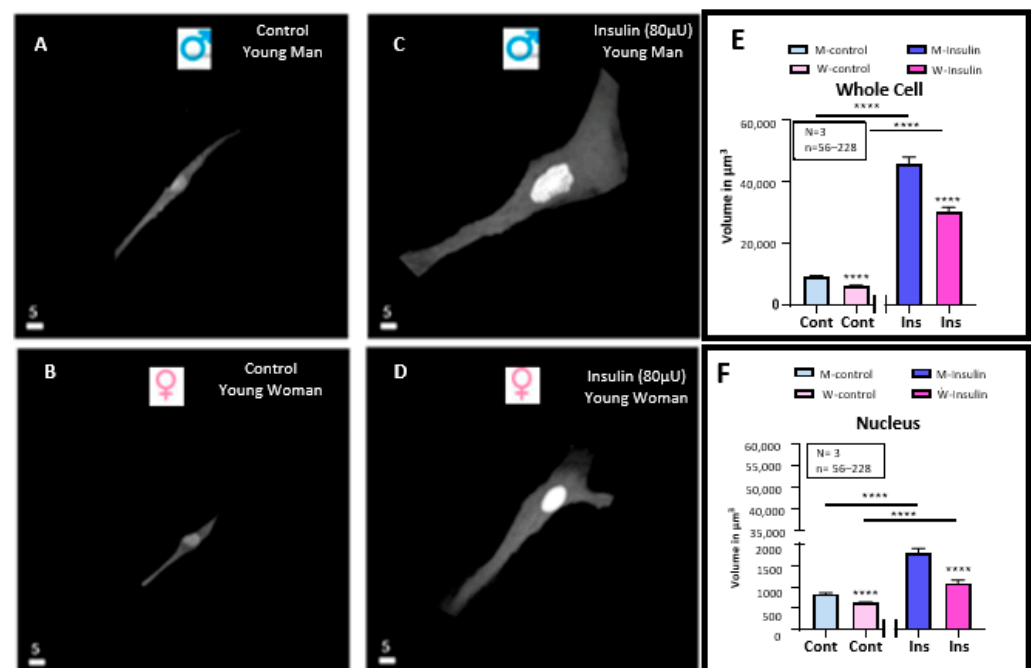 A
Control
Young Man
5
C
Insulin (80µU)
Young Man
5
B
Control
Young Woman
5
D
Insulin (80µU)
Young Woman
5
E
M-control
M-Insulin
W-control
W-Insulin
Whole Cell
****
****
N=3
n=56–228
Volume in µm³
60,000
40,000
20,000
0
****
****
Cont Cont Ins Ins
F
M-control
M-Insulin
W-control
W-Insulin
Nucleus
N= 3
n= 56–228
****
****
Volume in µm³
60,000
55,000
50,000
40,000
35,000
2000
1500
1000
500
0
****
****
Cont Cont Ins Ins